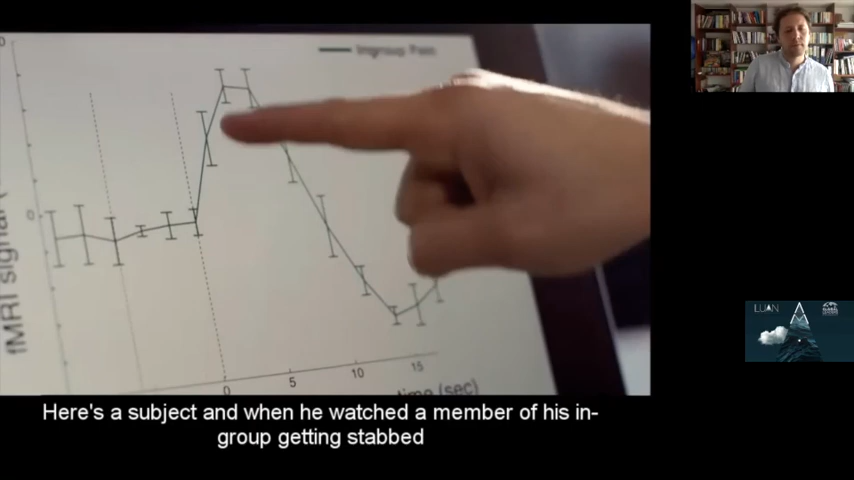 Ingroup Pain
0
fMRI signal
0
5
10
15
time (sec)
LUAN
Here's a subject and when he watched a member of his in-
group getting stabbed